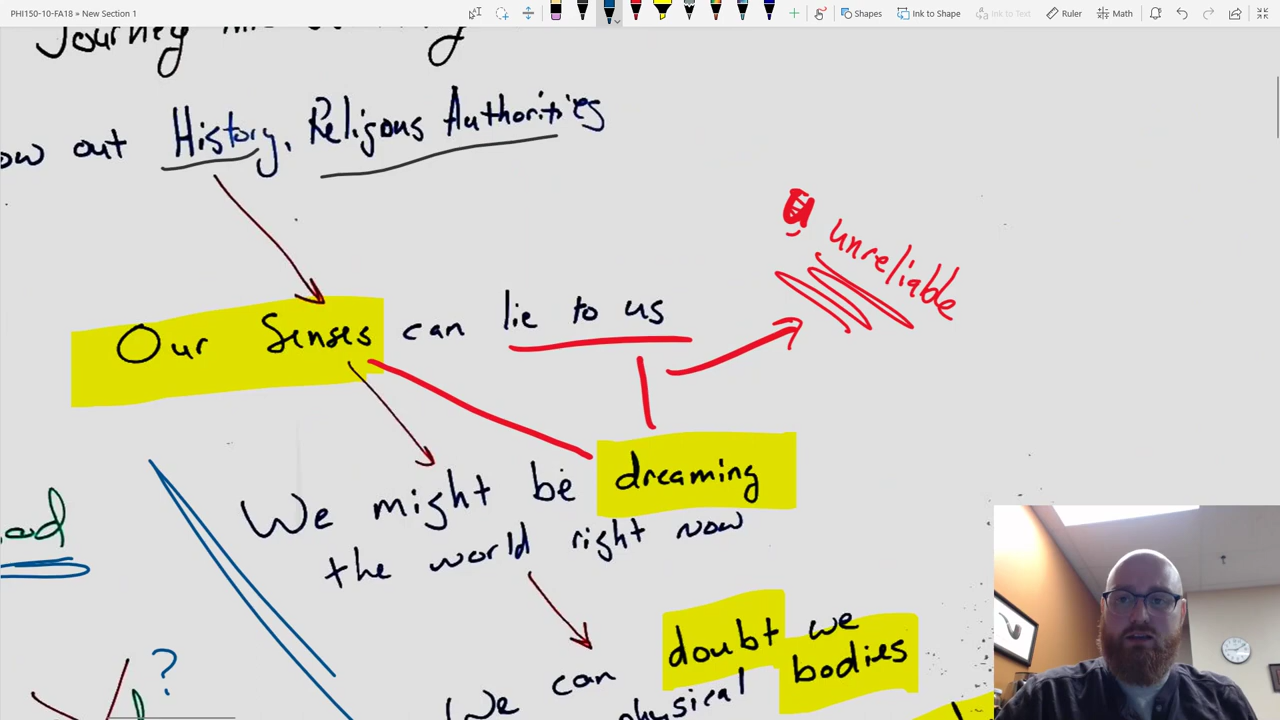 PHI150-10-FA18 » New Section 1
Shapes
Ink to Shape
Ink to Text
Ruler
Math
Journey
ow out History, Religous Authorities
unreliable
Our Senses can lie to us
We might be dreaming
the world right now
ead
?
We can doubt we
physical bodies